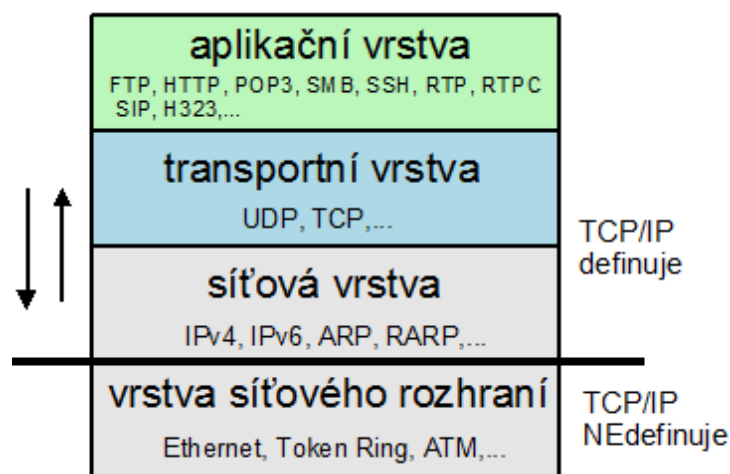 aplikační vrstva
FTP, HTTP, POP3, SMB, SSH, RTP, RTPC
SIP, H323,...
transportní vrstva
UDP, TCP,...
TCP/IP
definuje
síťová vrstva
IPv4, IPv6, ARP, RARP,...
vrstva síťového rozhraní
Ethernet, Token Ring, ATM,...
TCP/IP
NEdefinuje